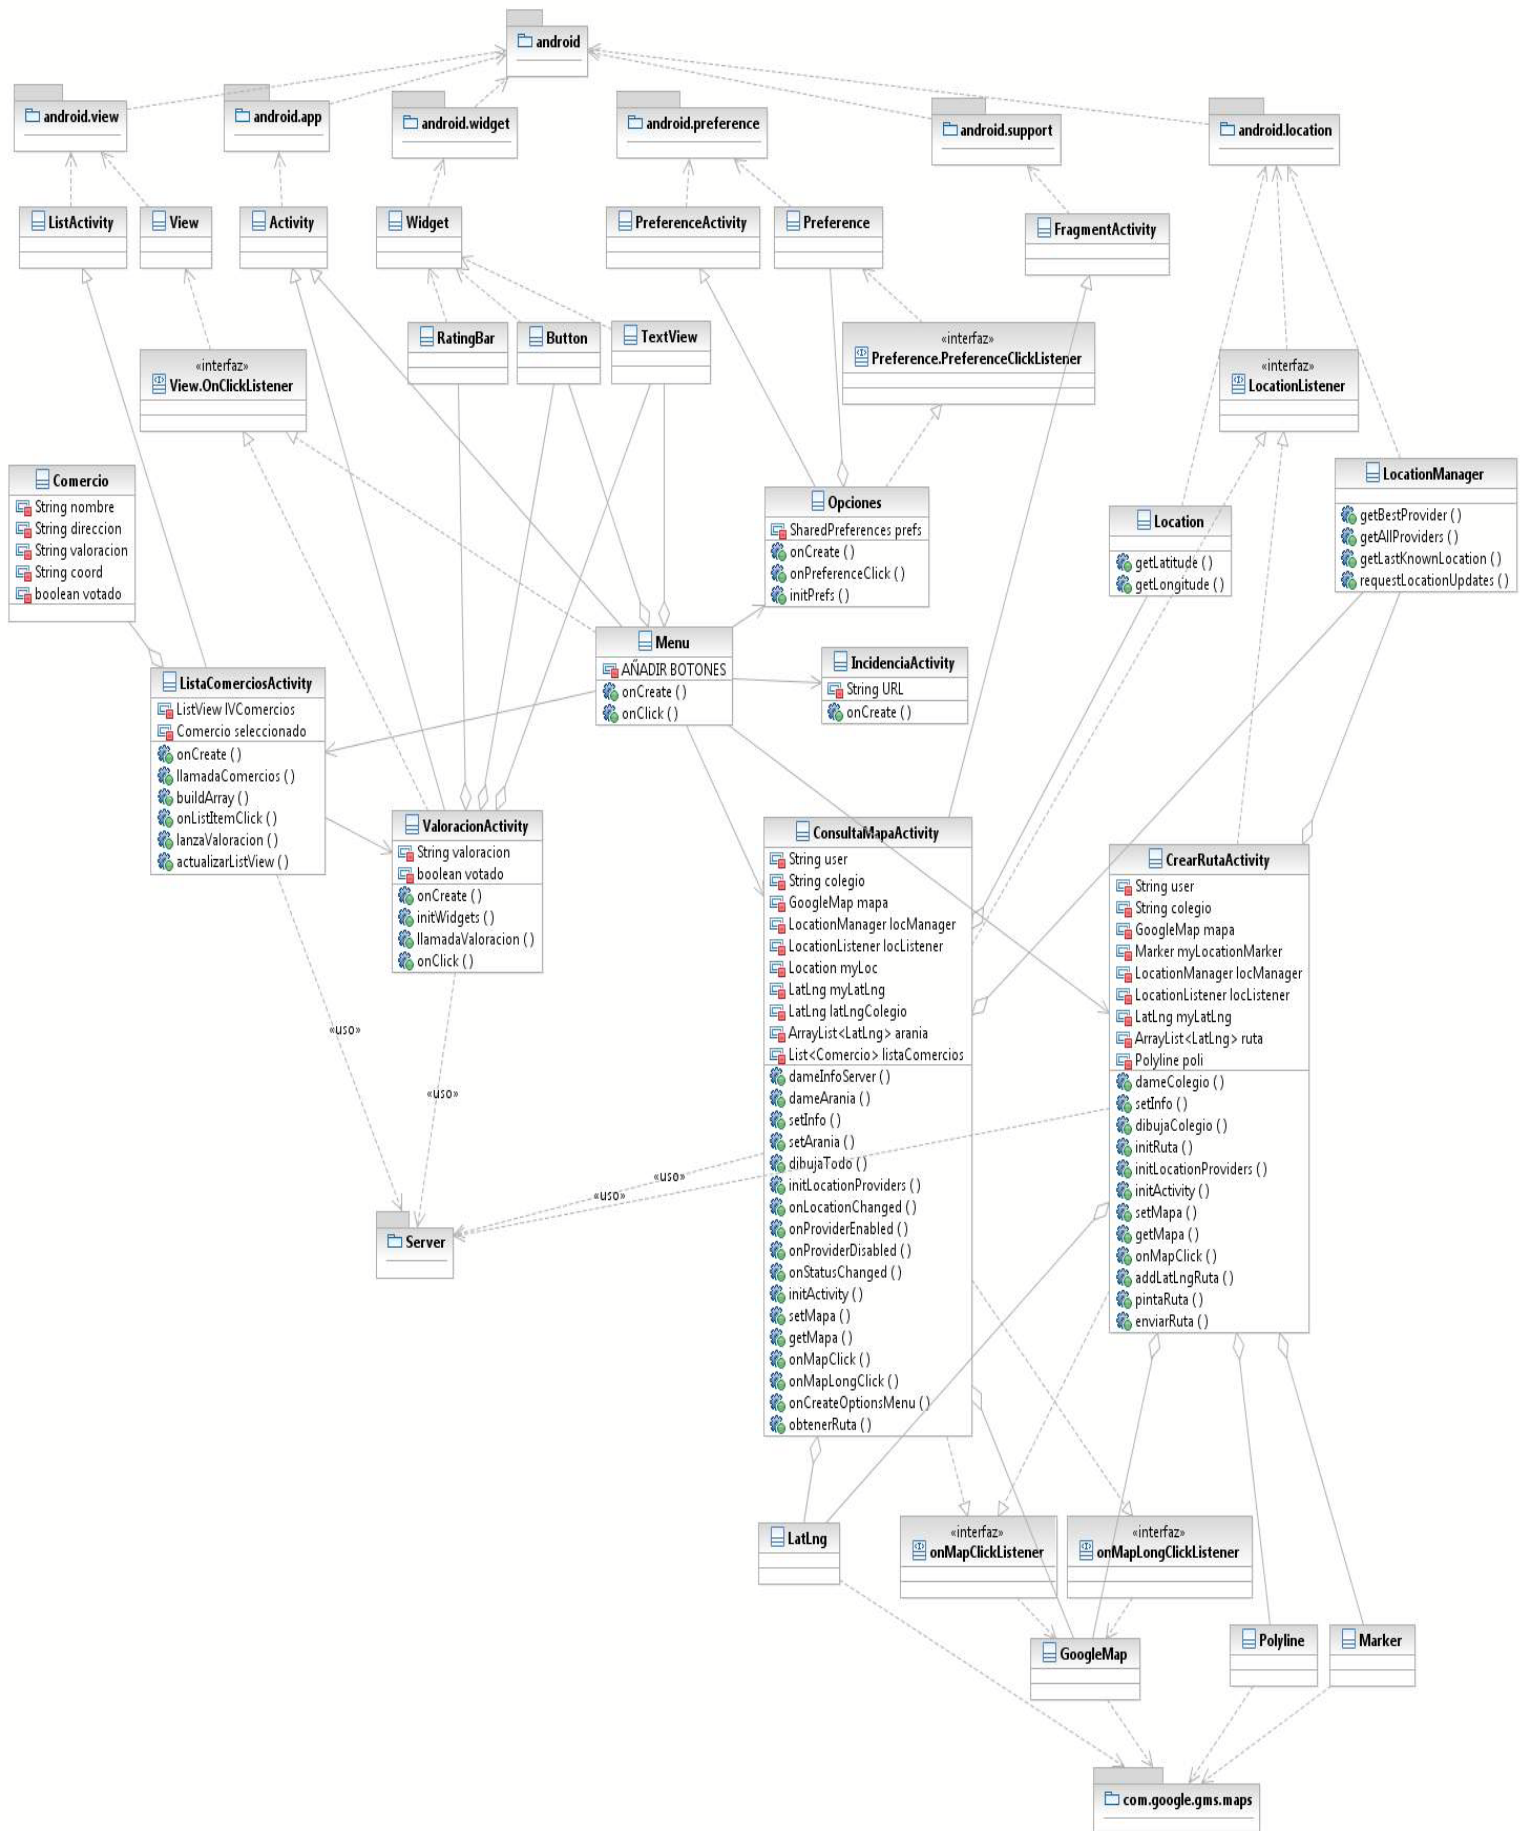 android
android.view
android.app
android.widget
android.preference
android.support
android.location
ListActivity
View
Activity
Widget
PreferenceActivity
Preference
FragmentActivity
RatingBar
Button
TextView
«interfaz»
Preference.PreferenceClickListener
«interfaz»
View.OnClickListener
«interfaz»
LocationListener
Comercio
String nombre
String direccion
String valoracion
String coord
boolean votado
Opciones
SharedPreferences prefs
onCreate ( )
onPreferenceClick ( )
initPrefs ( )
Location
getLatitude ( )
getLongitude ( )
LocationManager
getBestProvider ( )
getAllProviders ( )
getLastKnownLocation ( )
requestLocationUpdates ( )
Menu
AÑADIR BOTONES
onCreate ( )
onClick ( )
IncidenciaActivity
String URL
onCreate ( )
ListaComerciosActivity
ListView lVComercios
Comercio seleccionado
onCreate ( )
llamadaComercios ( )
buildArray ( )
onListItemClick ( )
lanzaValoracion ( )
actualizarListView ( )
ValoracionActivity
String valoracion
boolean votado
onCreate ( )
initWidgets ( )
llamadaValoracion ( )
onClick ( )
ConsultaMapaActivity
String user
String colegio
GoogleMap mapa
LocationManager locManager
LocationListener locListener
Location myLoc
LatLng myLatLng
LatLng latLngColegio
ArrayList<LatLng> arania
List<Comercio> listaComercios
dameInfoServer ( )
dameArania ( )
setInfo ( )
setArania ( )
dibujaTodo ( )
initLocationProviders ( )
onLocationChanged ( )
onProviderEnabled ( )
onProviderDisabled ( )
onStatusChanged ( )
initActivity ( )
setMapa ( )
getMapa ( )
onMapClick ( )
onMapLongClick ( )
onCreateOptionsMenu ( )
obtenerRuta ( )
CrearRutaActivity
String user
String colegio
GoogleMap mapa
Marker myLocationMarker
LocationManager locManager
LocationListener locListener
LatLng myLatLng
ArrayList<LatLng> ruta
Polyline poli
dameColegio ( )
setInfo ( )
dibujaColegio ( )
initRuta ( )
initLocationProviders ( )
initActivity ( )
setMapa ( )
getMapa ( )
onMapClick ( )
addLatLngRuta ( )
pintaRuta ( )
enviarRuta ( )
«uso»
«uso»
«uso»
«uso»
Server
LatLng
«interfaz»
onMapClickListener
«interfaz»
onMapLongClickListener
GoogleMap
Polyline
Marker
com.google.gms.maps